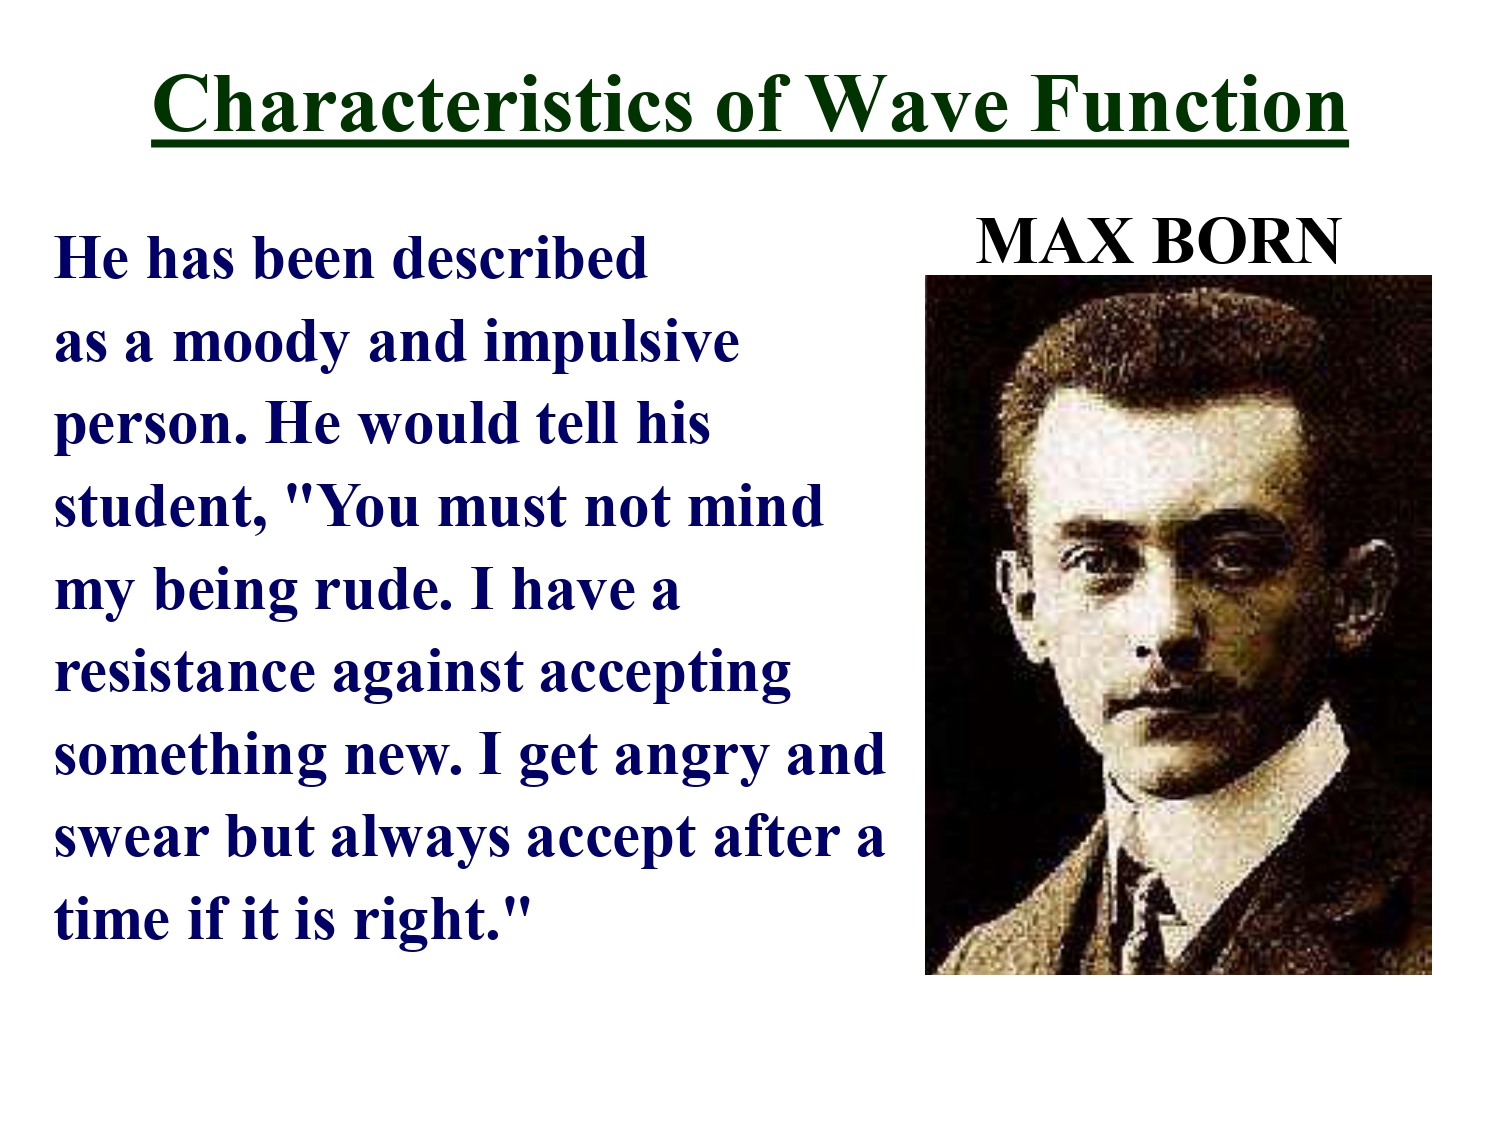 Characteristics of Wave Function
MAX BORN
He has been described
as a moody and impulsive
person. He would tell his
student, "You must not mind
my being rude. I have a
resistance against accepting
something new. I get angry and
swear but always accept after a
time if it is right."